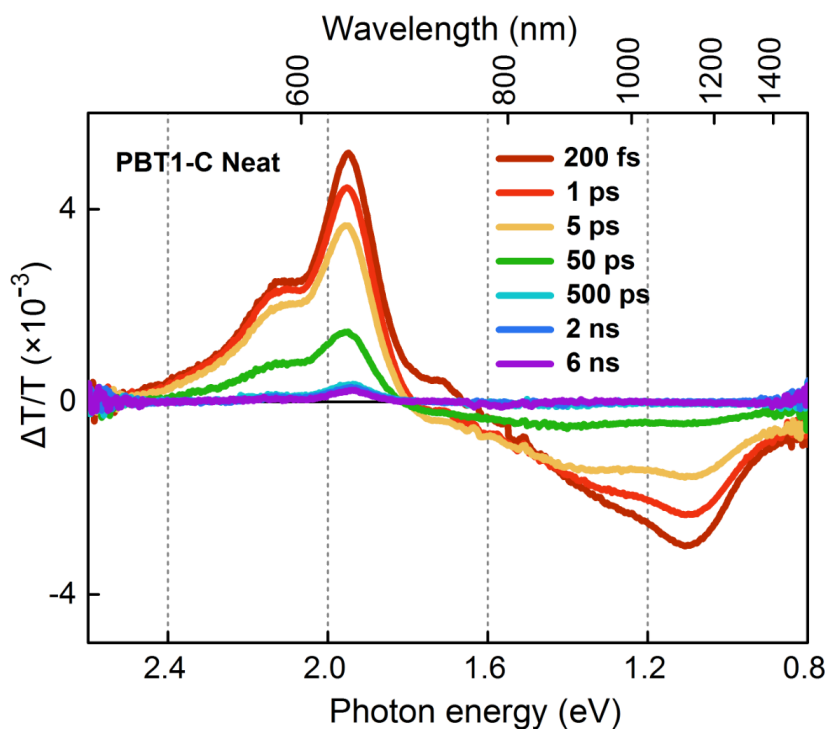 Wavelength (nm)
600 800 1000 1200 1400
PBT1-C Neat
200 fs
1 ps
5 ps
50 ps
500 ps
2 ns
6 ns
ΔT/T (×10⁻³)
4
0
-4
2.4 2.0 1.6 1.2 0.8
Photon energy (eV)